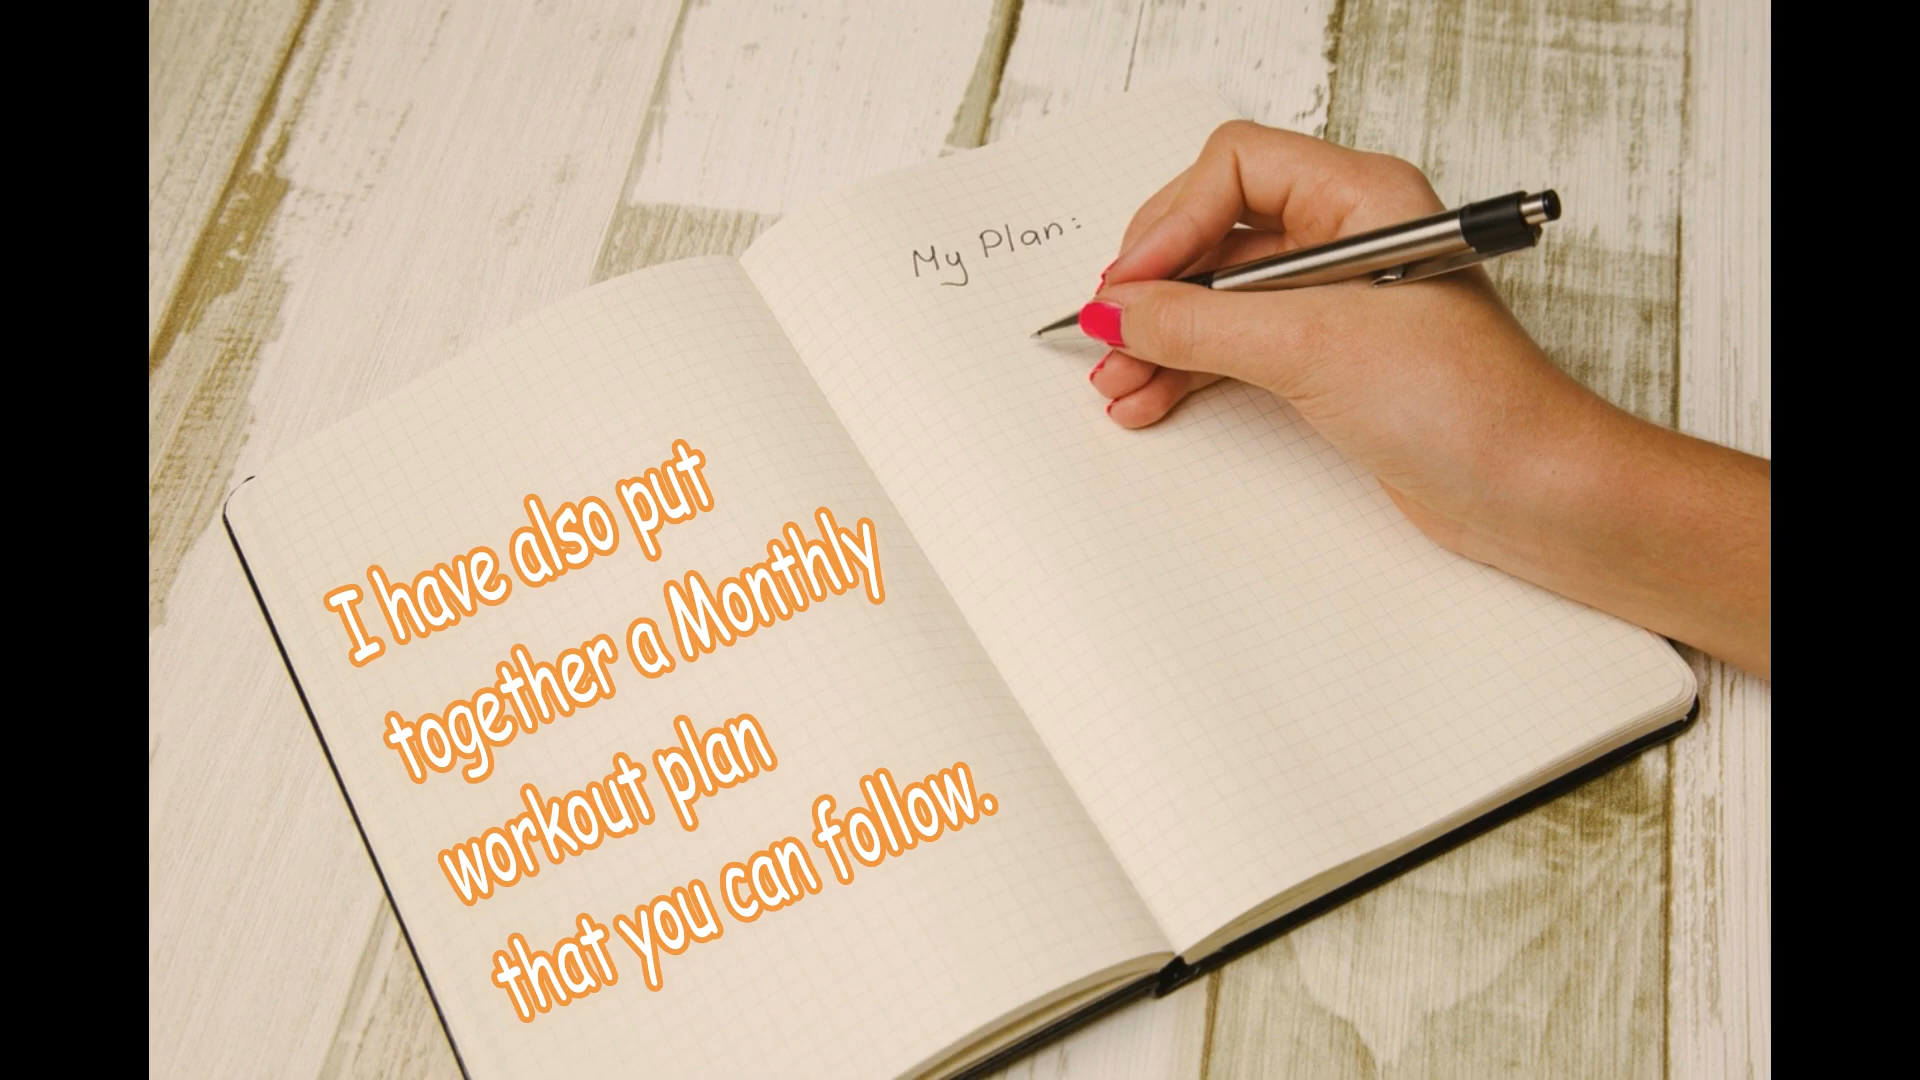 I have also put
together a Monthly
workout plan
that you can follow.
My Plan: